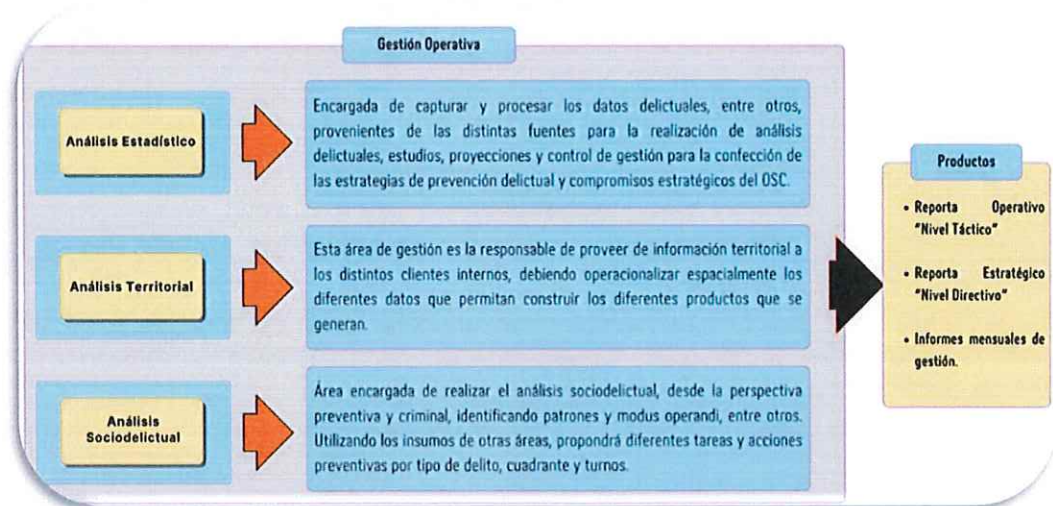 Gestión Operativa
Análisis Estadístico
Encargada de capturar y procesar los datos delictuales, entre otros,
provenientes de las distintas fuentes para la realización de análisis
delictuales, estudios, proyecciones y control de gestión para la confección de
las estrategias de prevención delictual y compromisos estratégicos del OSC.
Análisis Territorial
Esta área de gestión es la responsable de proveer de información territorial a
los distintos clientes internos, debiendo operacionalizar espacialmente los
diferentes datos que permitan construir los diferentes productos que se
generan.
Análisis
Sociodelictual
Área encargada de realizar el análisis sociodelictual, desde la perspectiva
preventiva y criminal, identificando patrones y modus operandi, entre otros.
Utilizando los insumos de otras áreas, propondrá diferentes tareas y acciones
preventivas por tipo de delito, cuadrante y turnos.
Productos
• Reporta Operativo
"Nivel Táctico"
• Reporta Estratégico
"Nivel Directivo"
• Informes mensuales de
gestión.